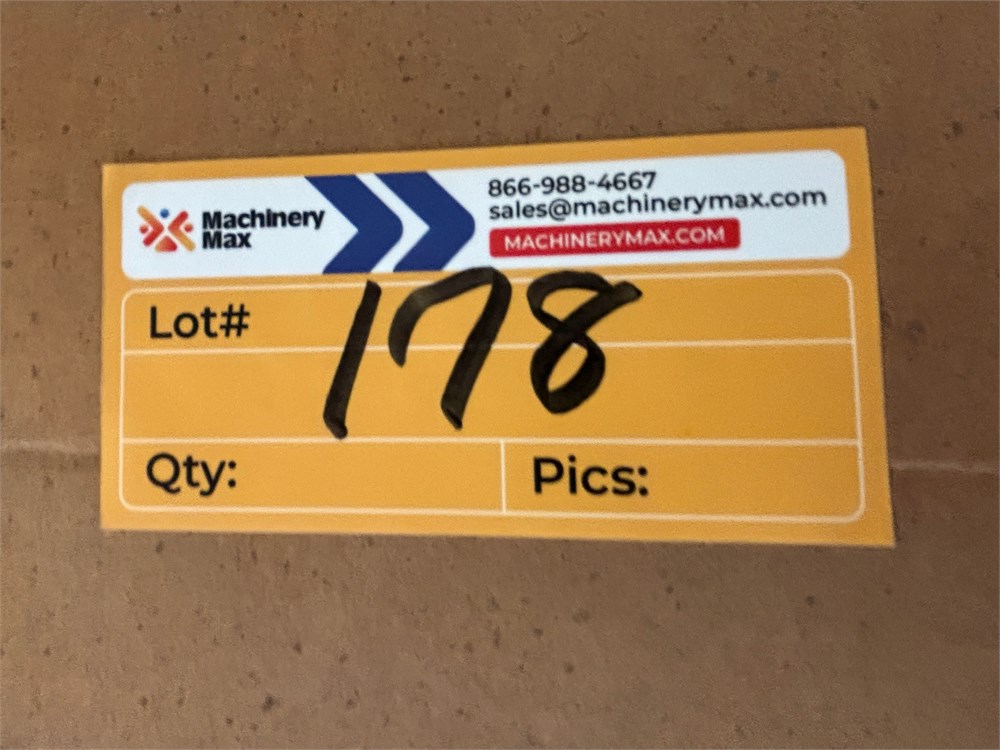 Machinery
Max
866-988-4667
sales@machinerymax.com
MACHINERYMAX.COM
Lot# 178
Qty:
Pics: